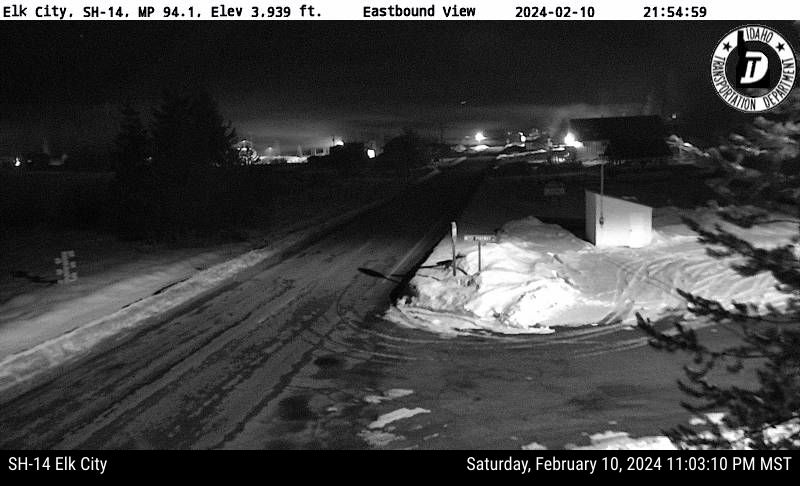 Elk City, SH-14, MP 94.1, Elev 3,939 ft. Eastbound View 2024-02-10 21:54:59
IDAHO
TRANSPORTATION DEPARTMENT
SH-14 Elk City Saturday, February 10, 2024 11:03:10 PM MST